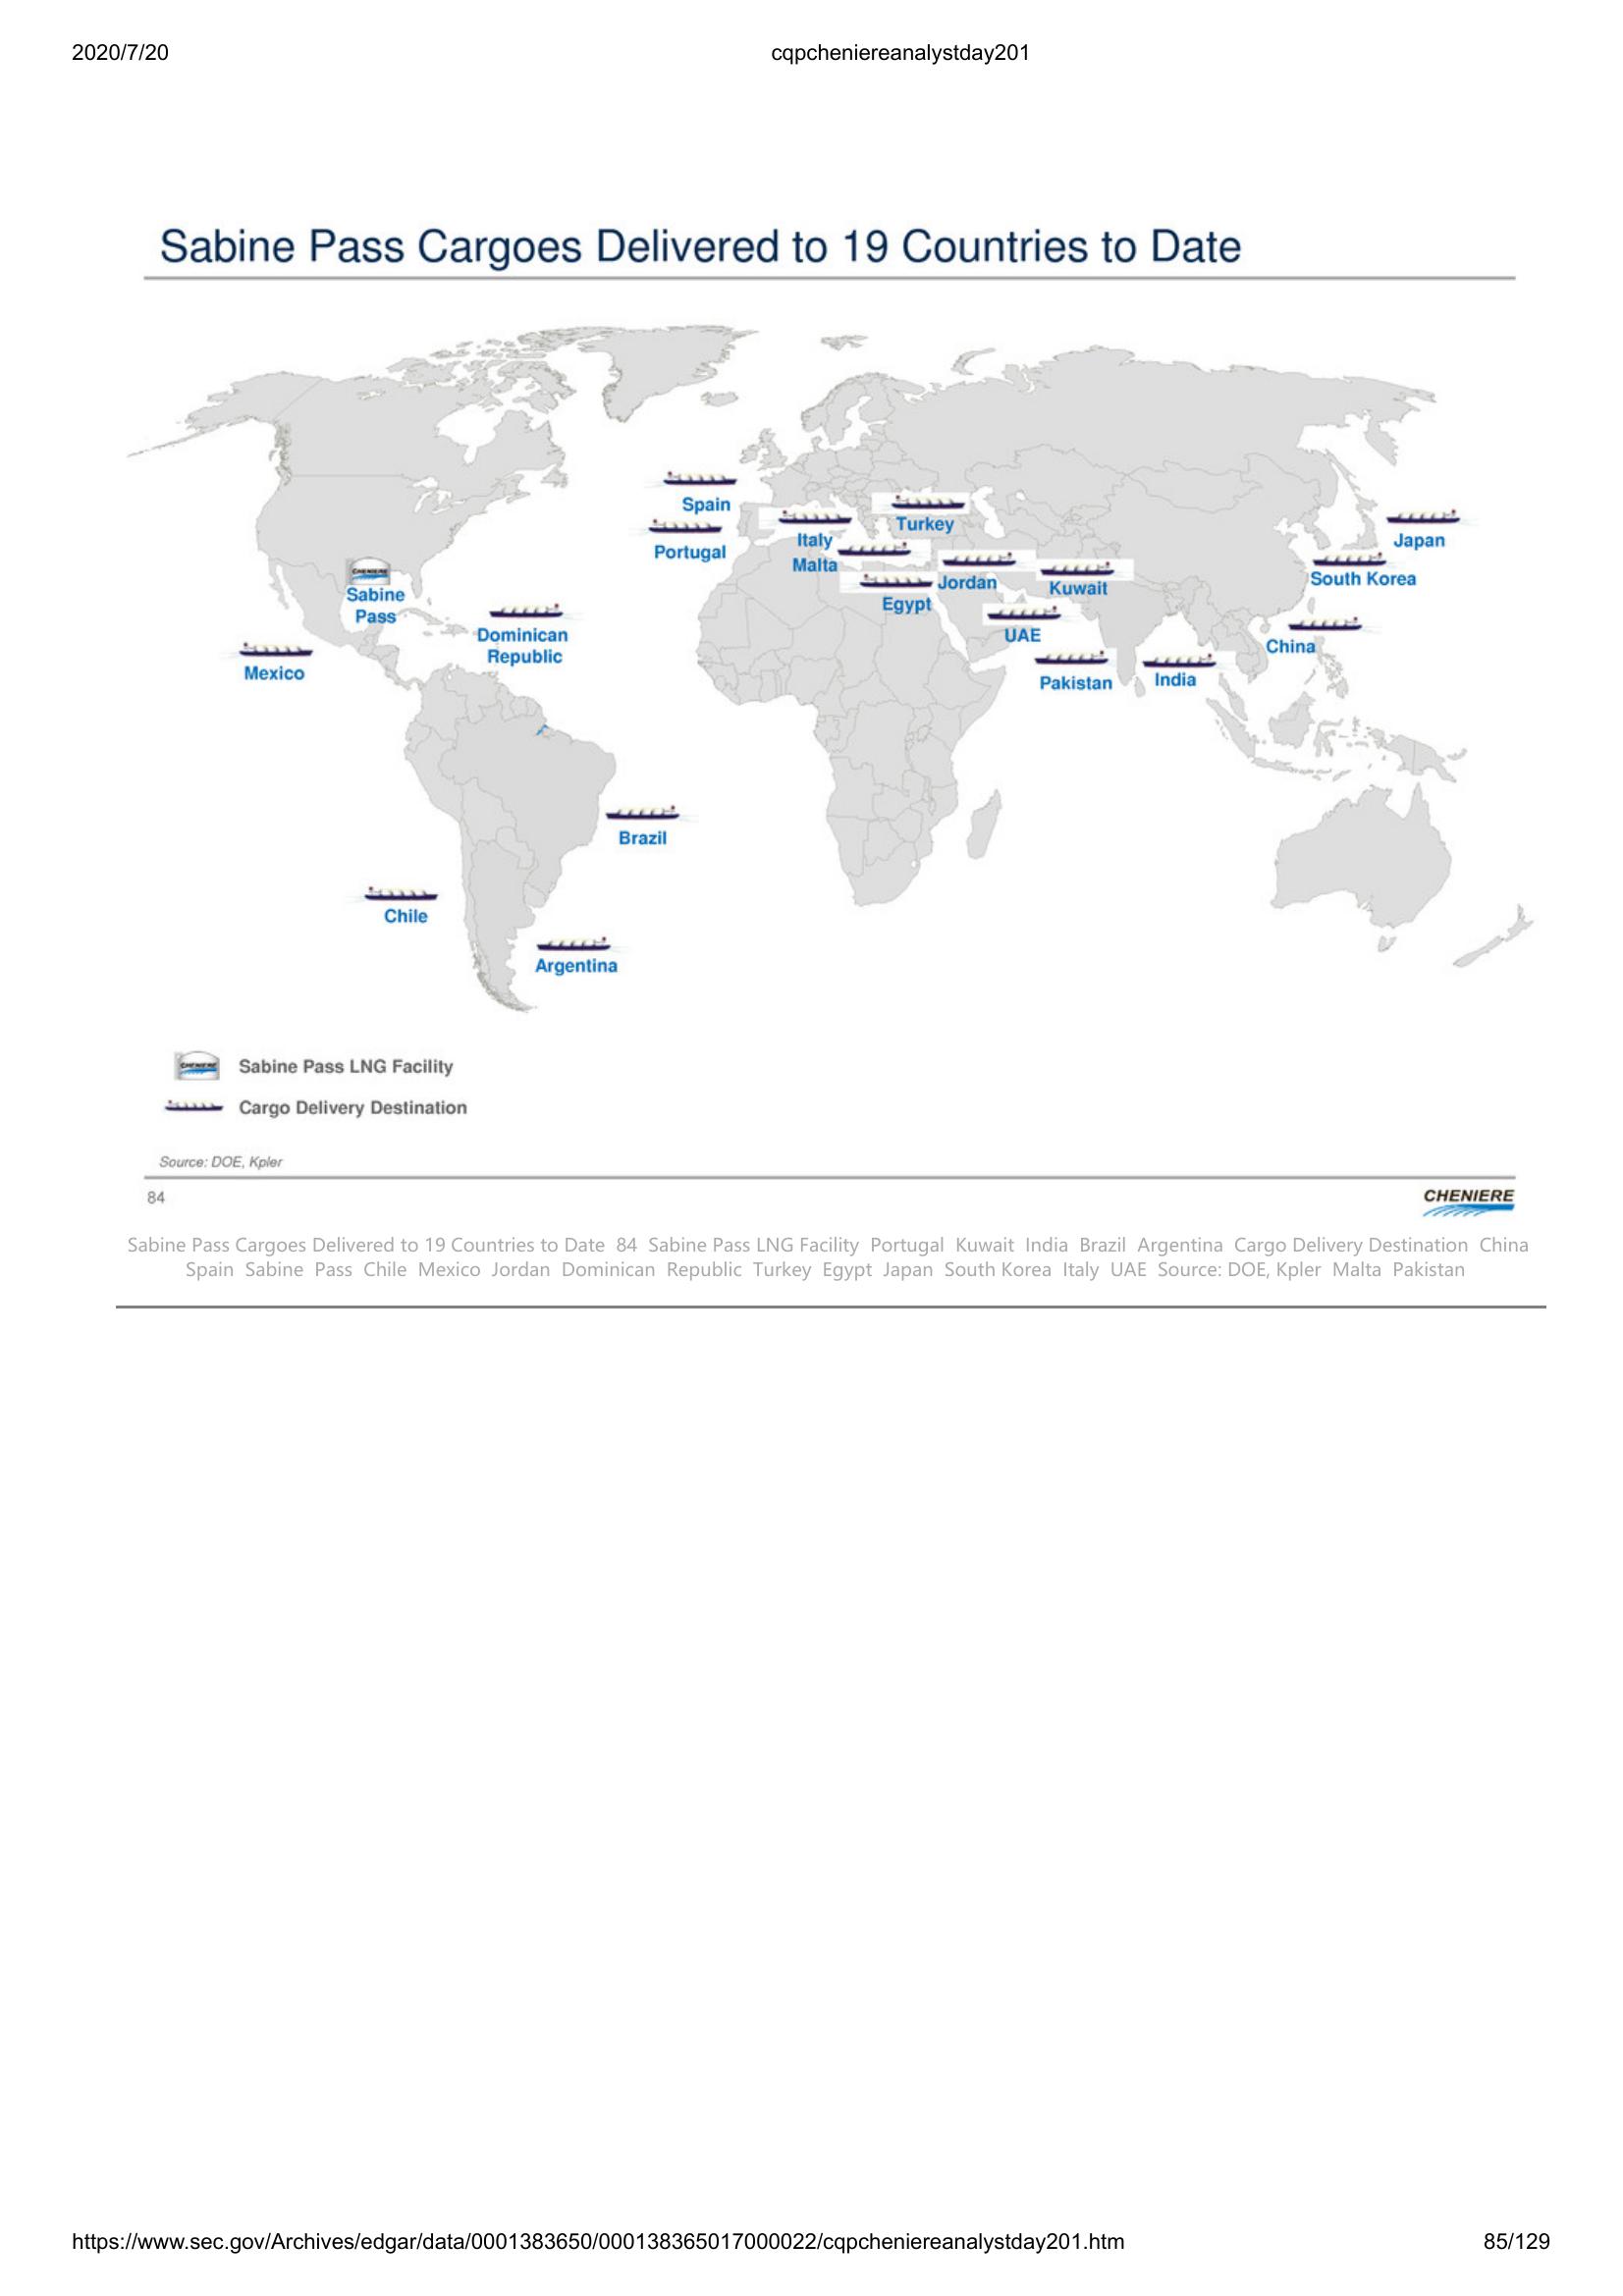 2020/7/20
cqpcheniereanalystday201
Sabine Pass Cargoes Delivered to 19 Countries to Date
Spain
Turkey
Portugal
Italy
Japan
Malta
CHENIERE
Sabine
Pass
Jordan
Kuwait
South Korea
Egypt
Dominican
Republic
UAE
China
Mexico
Pakistan
India
Brazil
Chile
Argentina
CHENIERE
Sabine Pass LNG Facility
Cargo Delivery Destination
Source: DOE, Kpler
84
CHENIERE
Sabine Pass Cargoes Delivered to 19 Countries to Date 84 Sabine Pass LNG Facility Portugal Kuwait India Brazil Argentina Cargo Delivery Destination China
Spain Sabine Pass Chile Mexico Jordan Dominican Republic Turkey Egypt Japan South Korea Italy UAE Source: DOE, Kpler Malta Pakistan
https://www.sec.gov/Archives/edgar/data/0001383650/000138365017000022/cqpcheniereanalystday201.htm
85/129